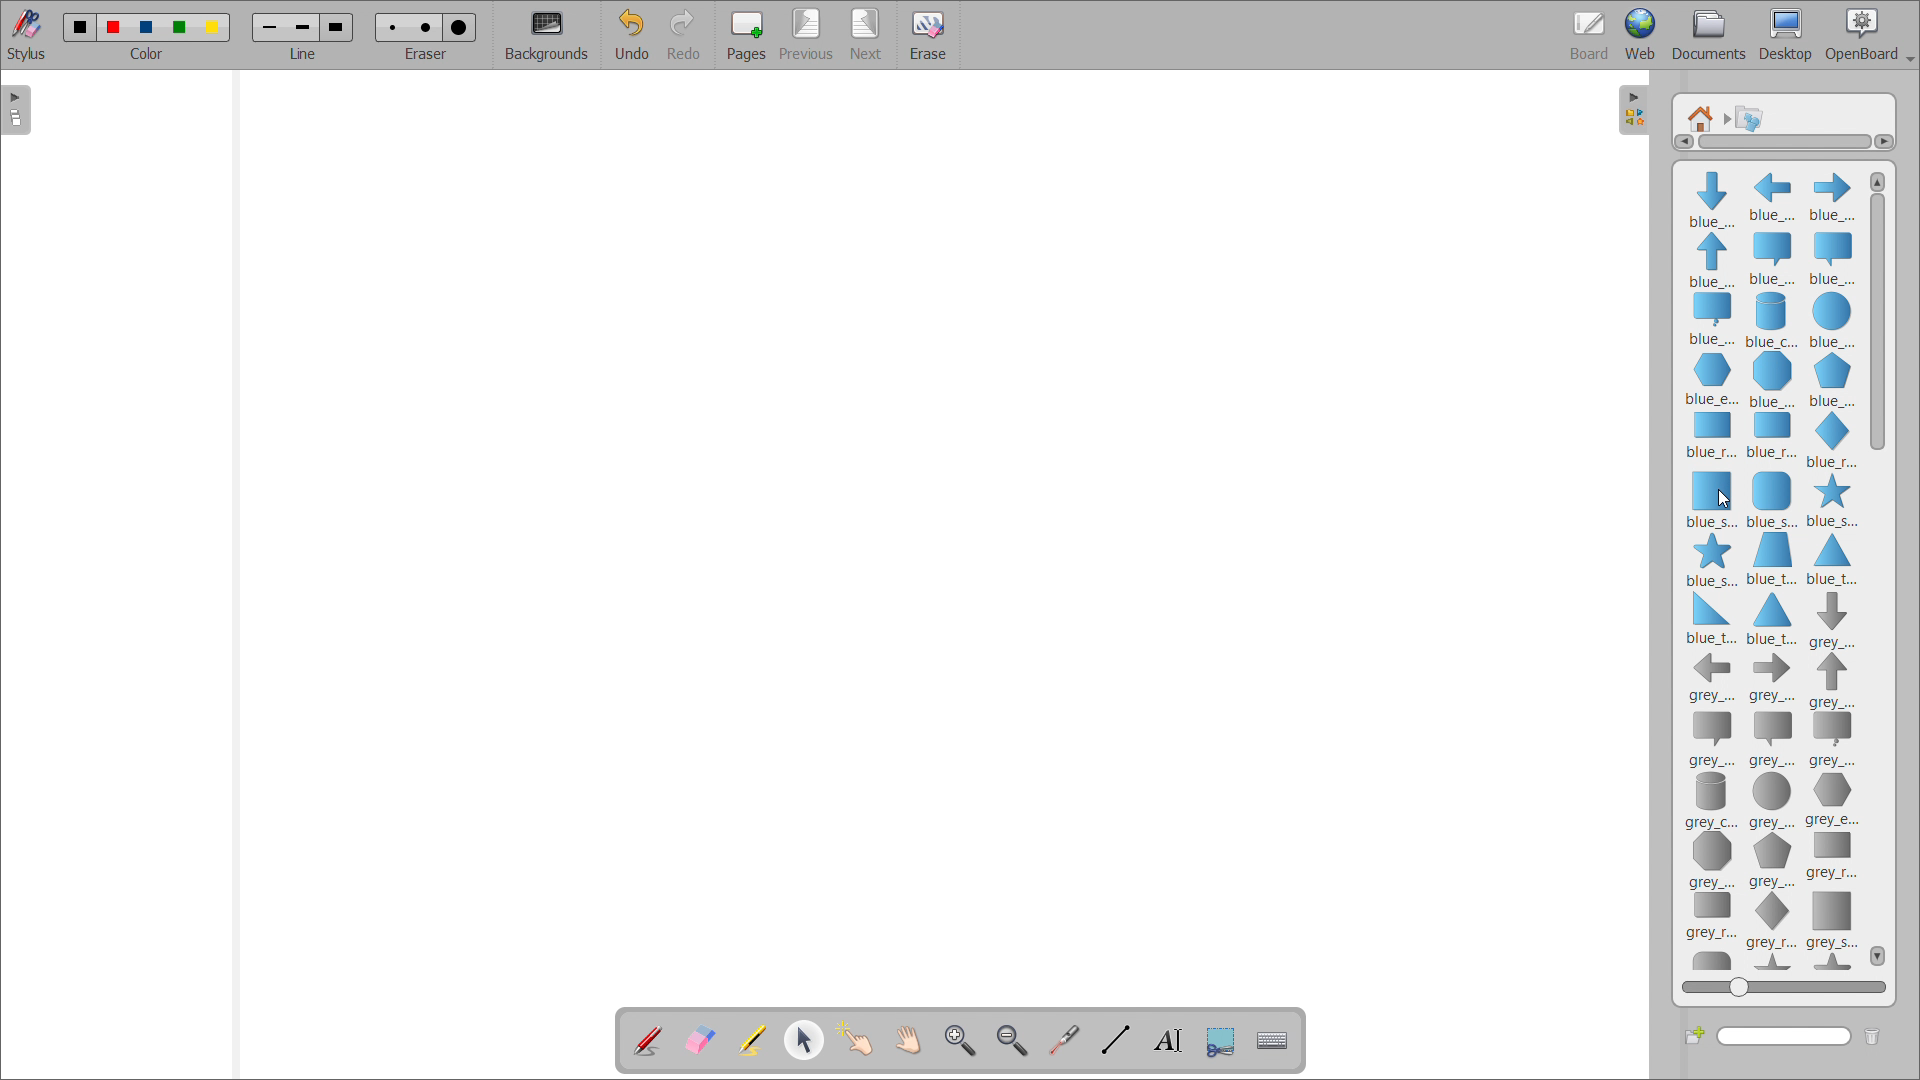 Stylus Color Line Eraser Backgrounds Undo Redo Pages Previous Next Erase Board Web Documents Desktop OpenBoard
blue_... blue_... blue_...
blue_... blue_... blue_...
blue_... blue_c... blue_...
blue_e... blue_... blue_...
blue_r... blue_r... blue_r...
blue_s... blue_s... blue_s...
blue_s... blue_t... blue_t...
blue_t... blue_t... grey_...
grey_... grey_... grey_...
grey_... grey_... grey_...
grey_c... grey_... grey_e...
grey_... grey_... grey_r...
grey_r... grey_r... grey_s...